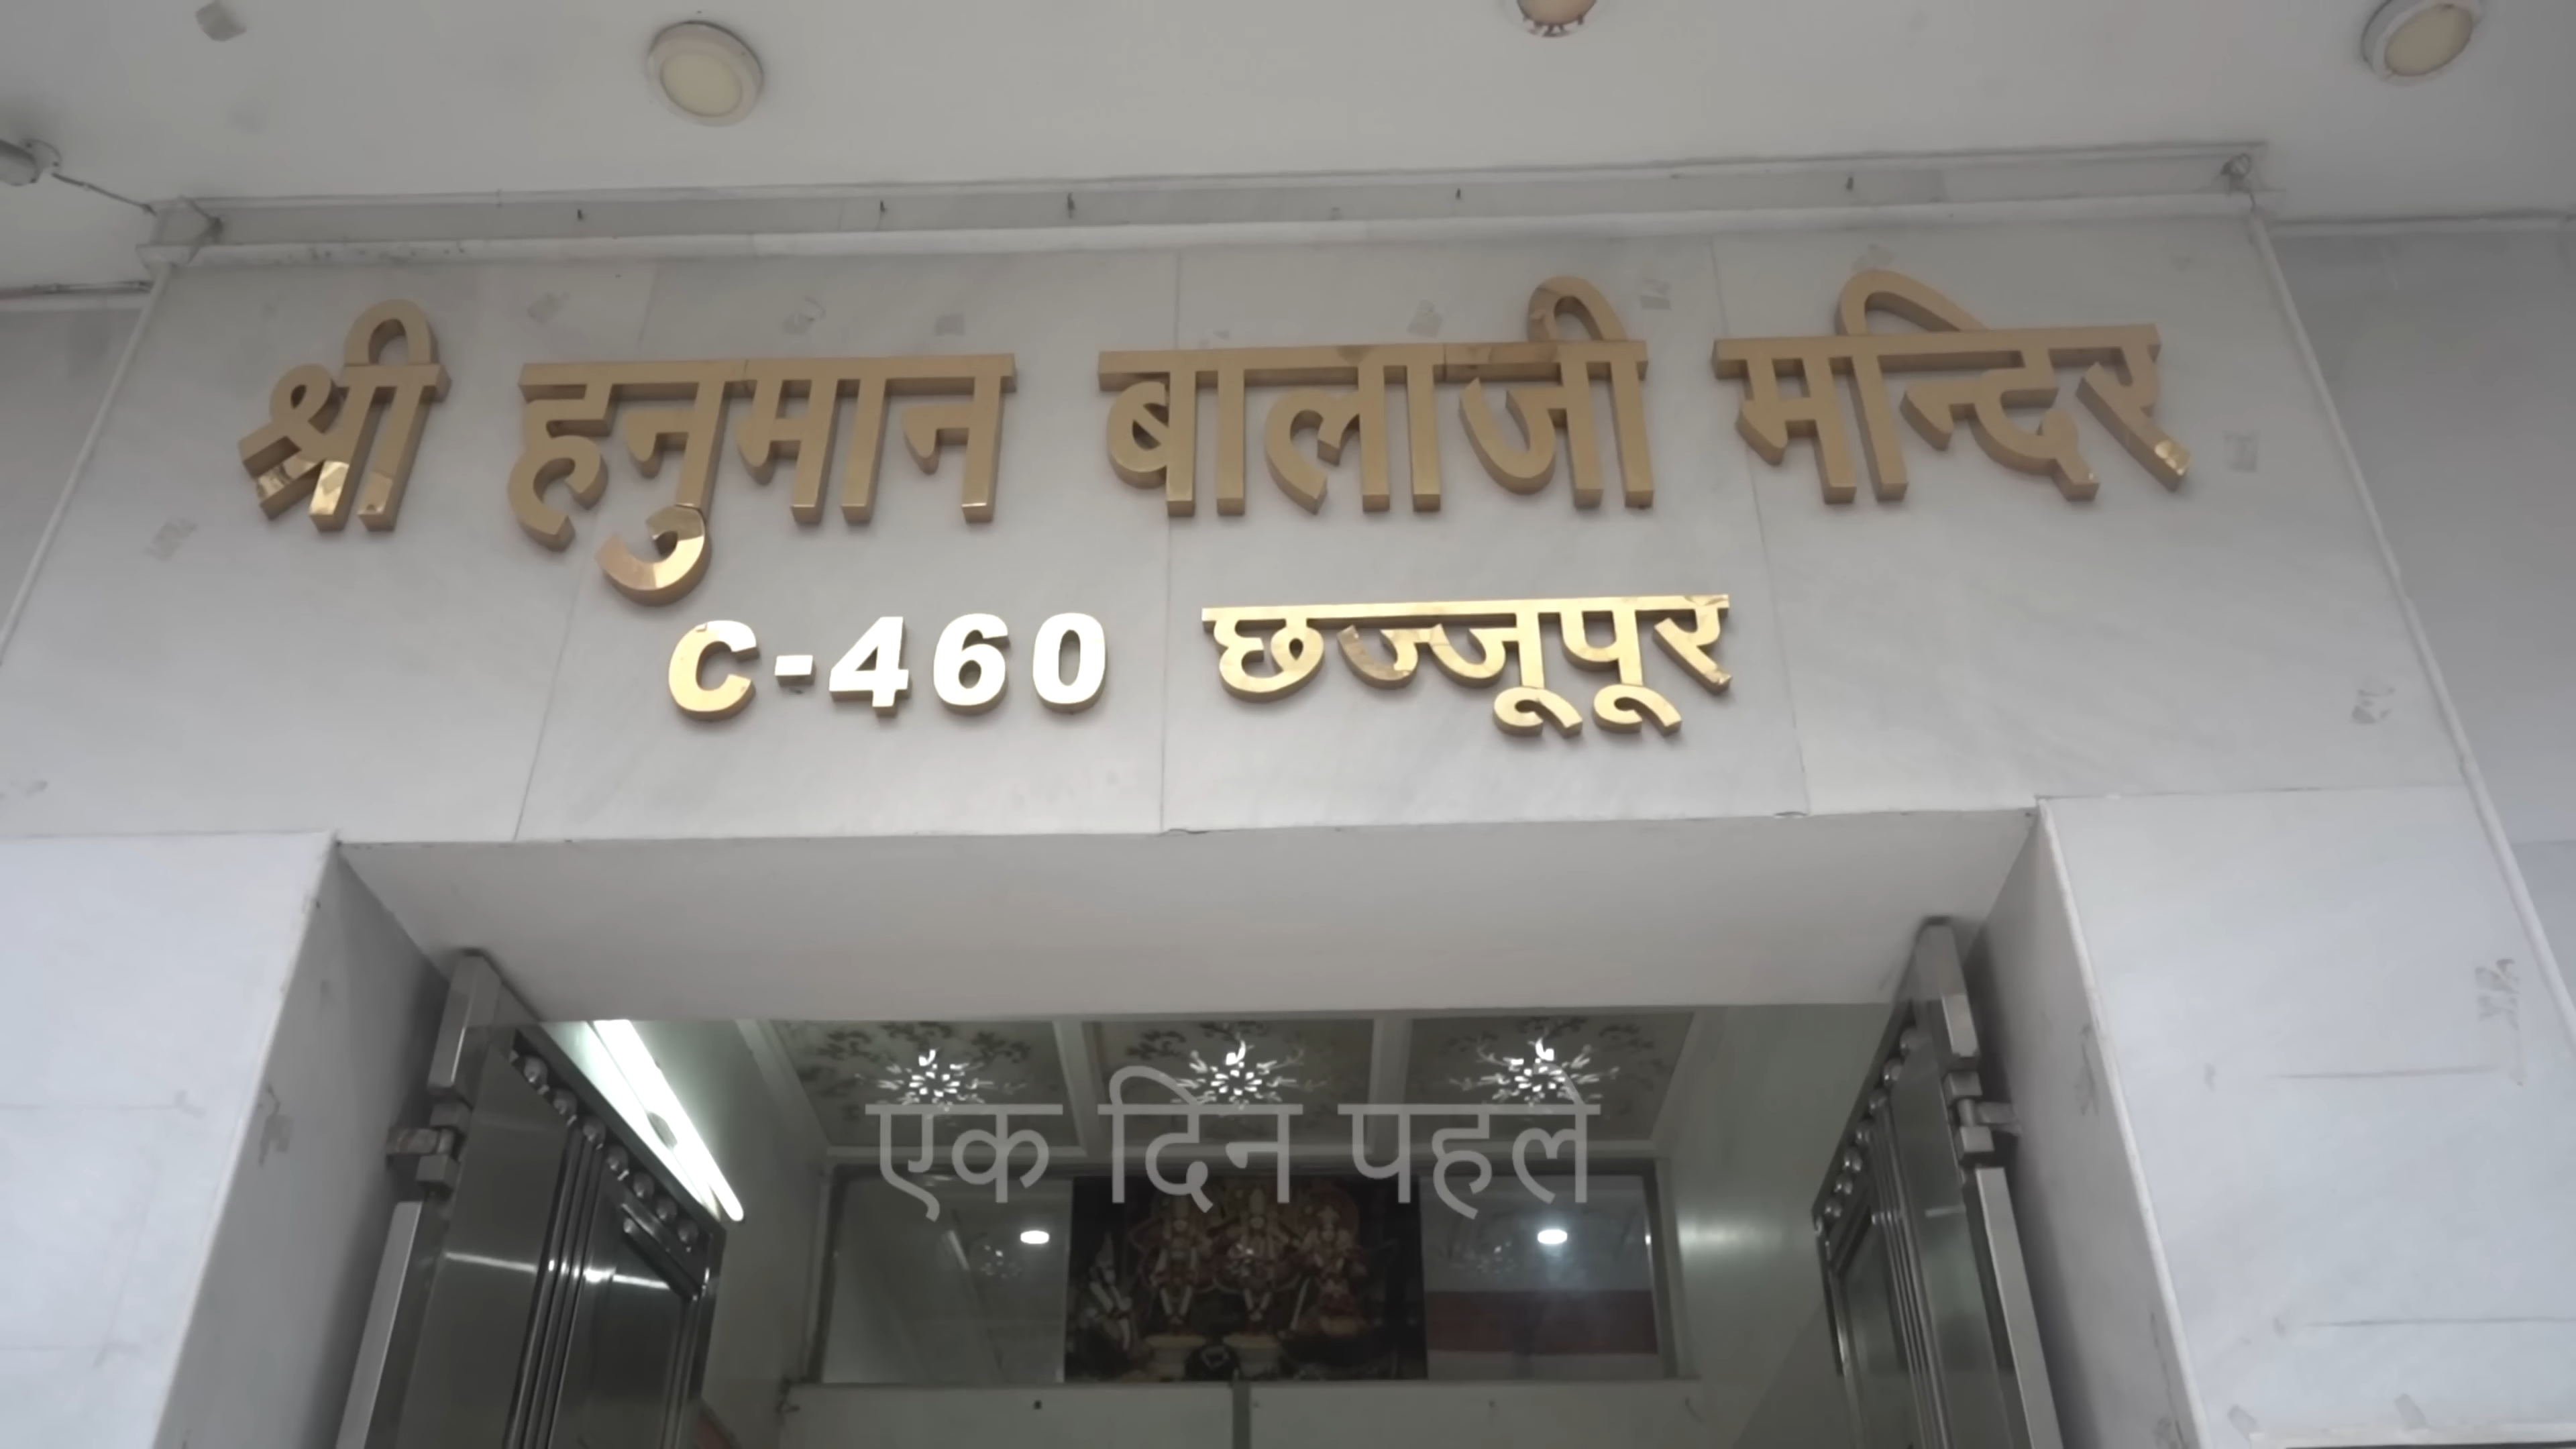 श्री हनुमान बालाजी मन्दिर
C-460 छज्जूपूर
एक दिन पहले